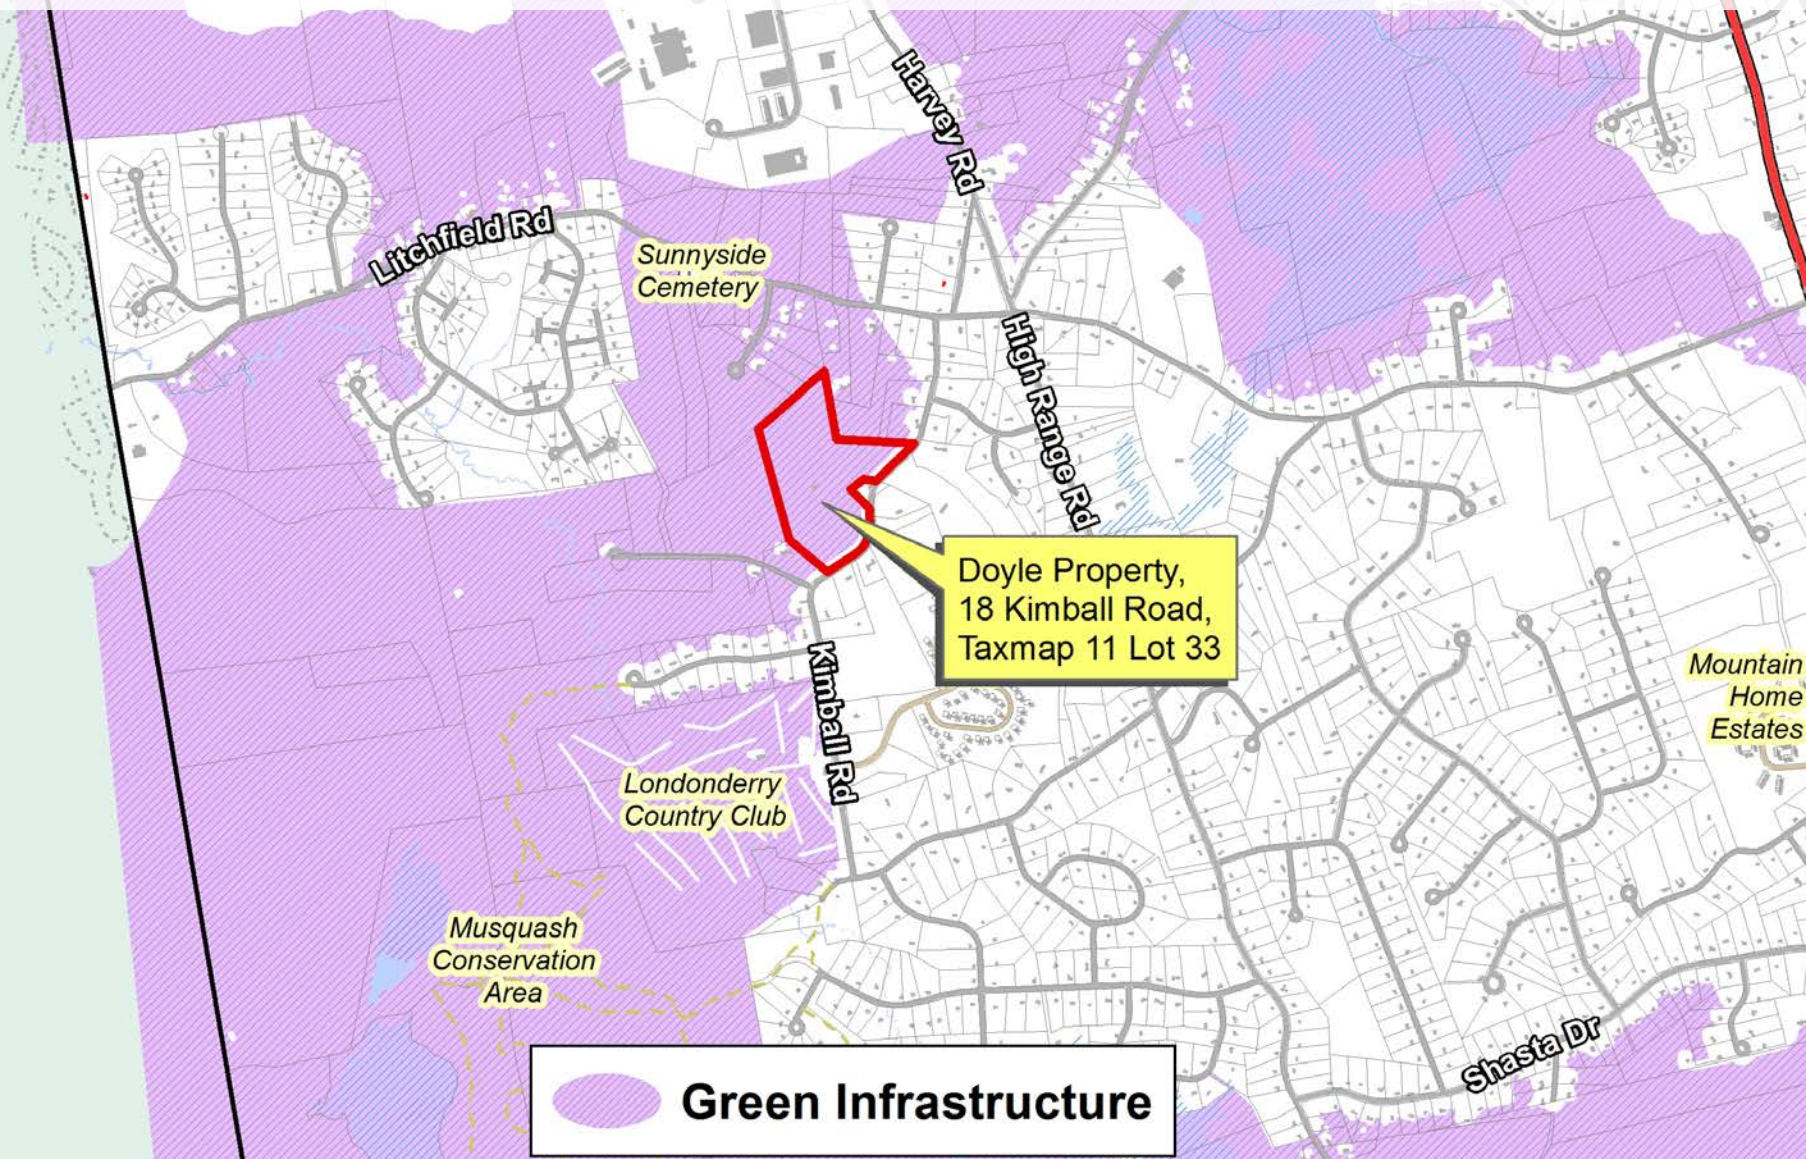 Harvey Rd
Litchfield Rd
Sunnyside
Cemetery
High Range Rd
Doyle Property,
18 Kimball Road,
Taxmap 11 Lot 33
Kimball Rd
Mountain
Home
Estates
Londonderry
Country Club
Musquash
Conservation
Area
Shasta Dr
Green Infrastructure